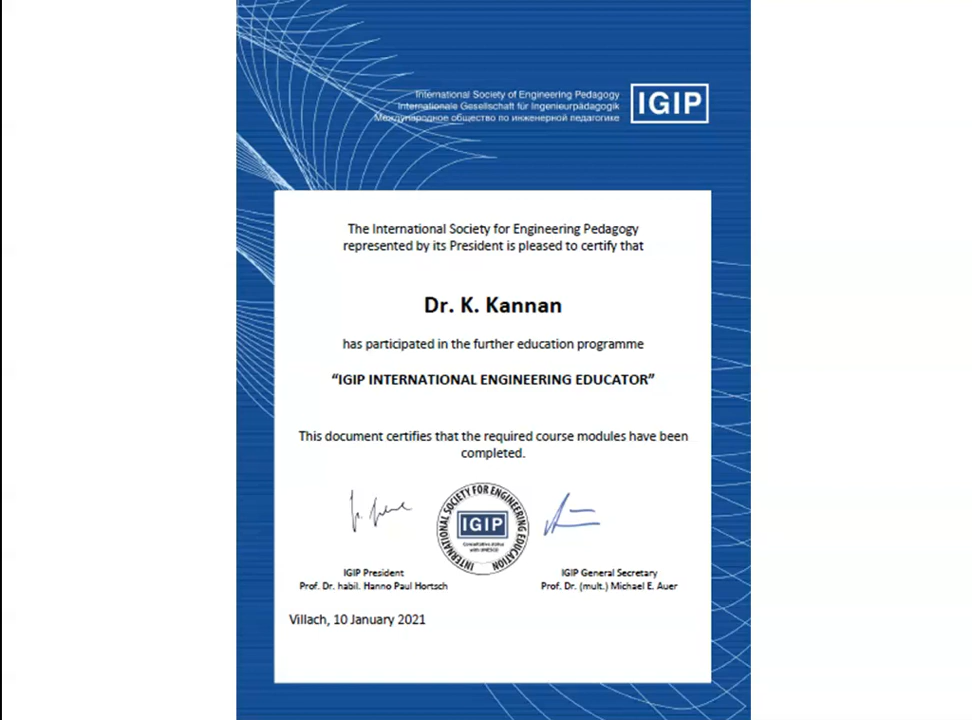 International Society of Engineering Pedagogy
Internationale Gesellschaft für Ingenieurpädagogik
Международное общество по инженерной педагогике
IGIP
The International Society for Engineering Pedagogy
represented by its President is pleased to certify that
Dr. K. Kannan
has participated in the further education programme
“IGIP INTERNATIONAL ENGINEERING EDUCATOR”
This document certifies that the required course modules have been
completed.
INTERNATIONAL SOCIETY FOR ENGINEERING EDUCATION
IGIP
Consultative status
with UNESCO
IGIP President
Prof. Dr. habil. Hanno Paul Hortsch
IGIP General Secretary
Prof. Dr. (mult.) Michael E. Auer
Villach, 10 January 2021